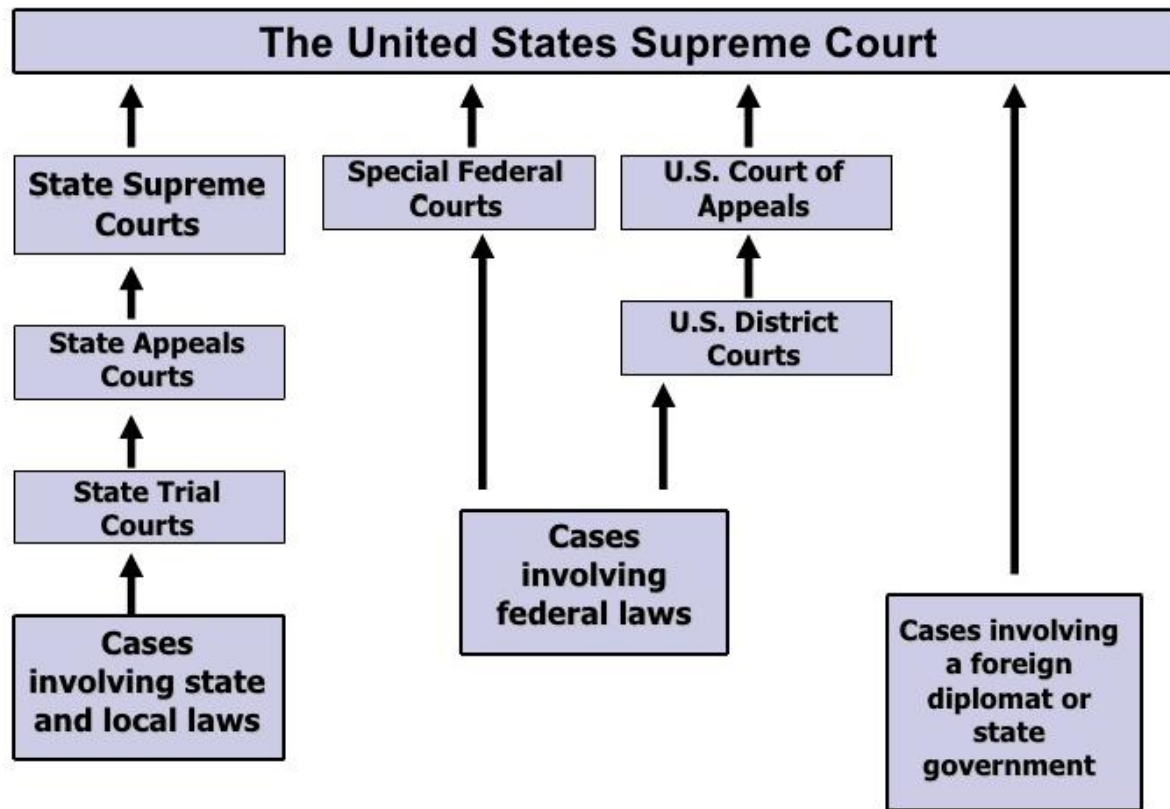 The United States Supreme Court
State Supreme
Courts
Special Federal
Courts
U.S. Court of
Appeals
State Appeals
Courts
U.S. District
Courts
State Trial
Courts
Cases
involving state
and local laws
Cases
involving
federal laws
Cases involving
a foreign
diplomat or
state
government